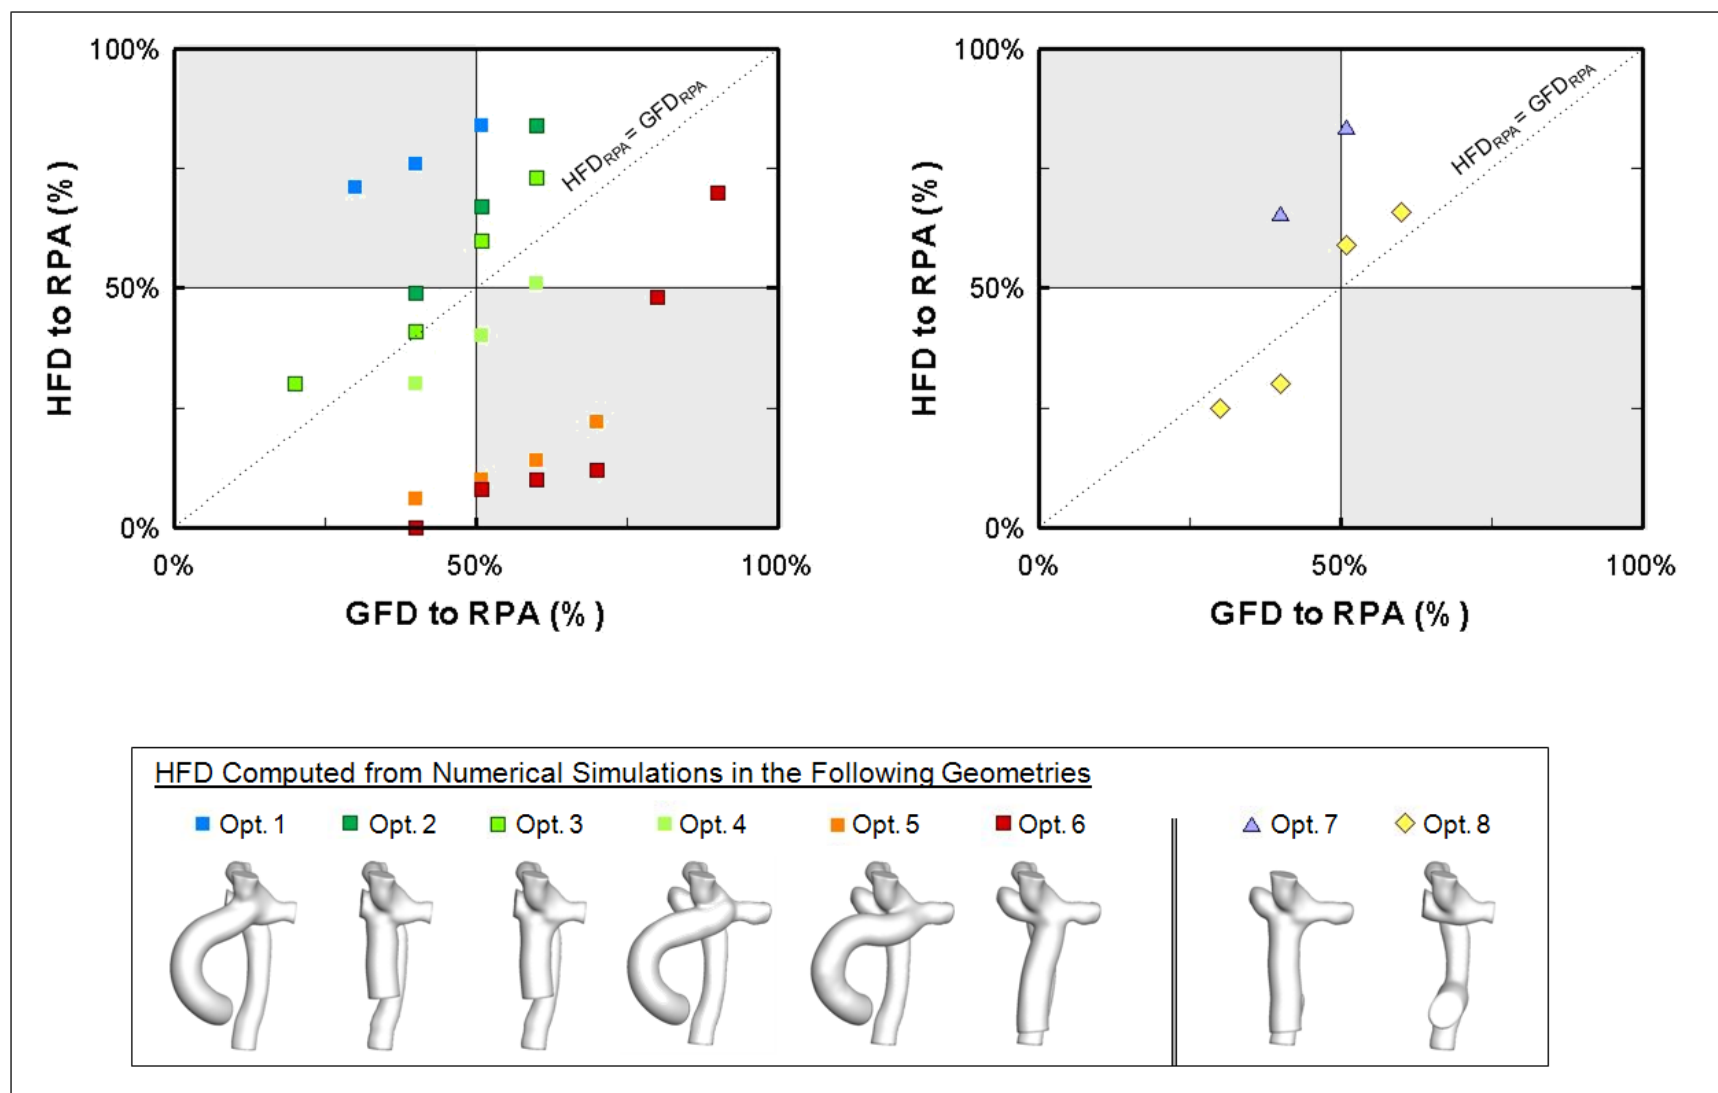 100%
50%
0%
HFD to RPA (%)
HFDRPA = GFDRPA
0% 50% 100%
GFD to RPA (%)
100%
50%
0%
HFD to RPA (%)
HFDRPA = GFDRPA
0% 50% 100%
GFD to RPA (%)
HFD Computed from Numerical Simulations in the Following Geometries
Opt. 1 Opt. 2 Opt. 3 Opt. 4 Opt. 5 Opt. 6 Opt. 7 Opt. 8